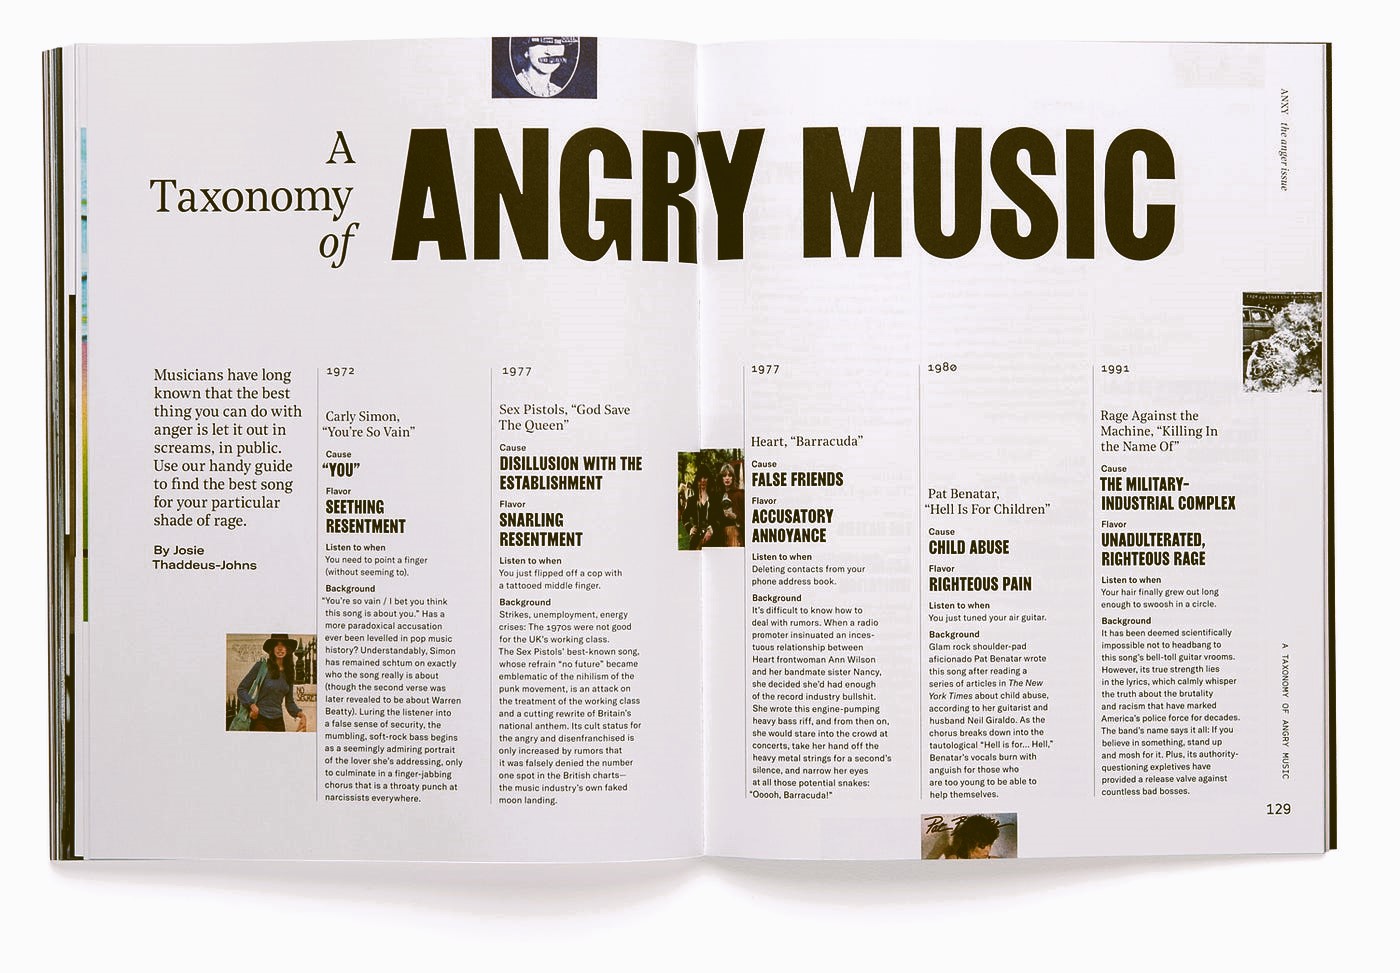 A
Taxonomy
of
ANGRY MUSIC
ANXY the anger issue
Musicians have long
known that the best
thing you can do with
anger is let it out in
screams, in public.
Use our handy guide
to find the best song
for your particular
shade of rage.
By Josie
Thaddeus-Johns
1972
Carly Simon,
“You’re So Vain”
Cause
“YOU”
Flavor
SEETHING
RESENTMENT
Listen to when
You need to point a finger
(without seeming to).
Background
“You’re so vain / I bet you think
this song is about you.” Has a
more paradoxical accusation
ever been levelled in pop music
history? Understandably, Simon
has remained schtum on exactly
who the song really is about
(though the second verse was
later revealed to be about Warren
Beatty). Luring the listener into
a false sense of security, the
mumbling, soft-rock bass begins
as a seemingly admiring portrait
of the lover she’s addressing, only
to culminate in a finger-jabbing
chorus that is a throaty punch at
narcissists everywhere.
1977
Sex Pistols, “God Save
The Queen”
Cause
DISILLUSION WITH THE
ESTABLISHMENT
Flavor
SNARLING
RESENTMENT
Listen to when
You just flipped off a cop with
a tattooed middle finger.
Background
Strikes, unemployment, energy
crises: The 1970s were not good
for the UK’s working class.
The Sex Pistols’ best-known song,
whose refrain “no future” became
emblematic of the nihilism of the
punk movement, is an attack on
the treatment of the working class
and a cutting rewrite of Britain’s
national anthem. Its cult status for
the angry and disenfranchised is
only increased by rumors that
it was falsely denied the number
one spot in the British charts—
the music industry’s own faked
moon landing.
1977
Heart, “Barracuda”
Cause
FALSE FRIENDS
Flavor
ACCUSATORY
ANNOYANCE
Listen to when
Deleting contacts from your
phone address book.
Background
It’s difficult to know how to
deal with rumors. When a radio
promoter insinuated an inces-
tuous relationship between
Heart frontwoman Ann Wilson
and her bandmate sister Nancy,
she decided she’d had enough
of the record industry bullshit.
She wrote this engine-pumping
heavy bass riff, and from then on,
she would stare into the crowd at
concerts, take her hand off the
heavy metal strings for a second’s
silence, and narrow her eyes
at all those potential snakes:
“Ooooh, Barracuda!”
1980
Pat Benatar,
“Hell Is For Children”
Cause
CHILD ABUSE
Flavor
RIGHTEOUS PAIN
Listen to when
You just tuned your air guitar.
Background
Glam rock shoulder-pad
aficionado Pat Benatar wrote
this song after reading a
series of articles in The New
York Times about child abuse,
according to her guitarist and
husband Neil Giraldo. As the
chorus breaks down into the
tautological “Hell is for... Hell,”
Benatar’s vocals burn with
anguish for those who
are too young to be able to
help themselves.
1991
Rage Against the
Machine, “Killing In
the Name Of”
Cause
THE MILITARY-
INDUSTRIAL COMPLEX
Flavor
UNADULTERATED,
RIGHTEOUS RAGE
Listen to when
Your hair finally grew out long
enough to swoosh in a circle.
Background
It has been deemed scientifically
impossible not to headbang to
this song’s bell-toll guitar vrooms.
However, its true strength lies
in the lyrics, which calmly whisper
the truth about the brutality
and racism that have marked
America’s police force for decades.
The band’s name says it all: If you
believe in something, stand up
and mosh for it. Plus, its authority-
questioning expletives have
provided a release valve against
countless bad bosses.
A TAXONOMY OF ANGRY MUSIC
129